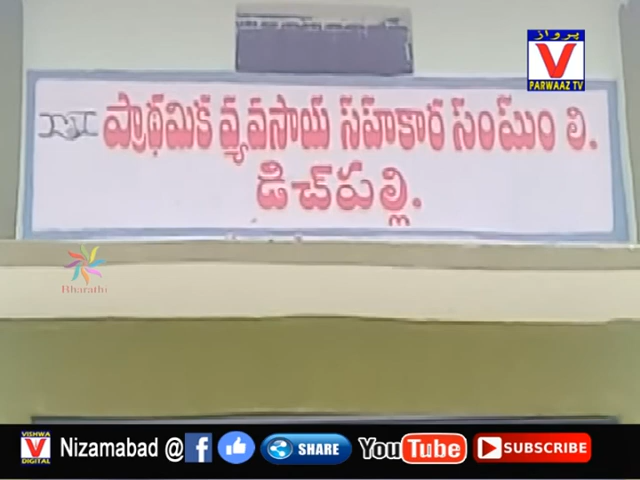 پرواز
V
PARWAAZ TV
ప్రాథమిక వ్యవసాయ సహకార సంఘం లి.
డిచ్‌పల్లి.
Bharathi
VISHWA
V
DIGITAL
Nizamabad @ f SHARE YouTube SUBSCRIBE